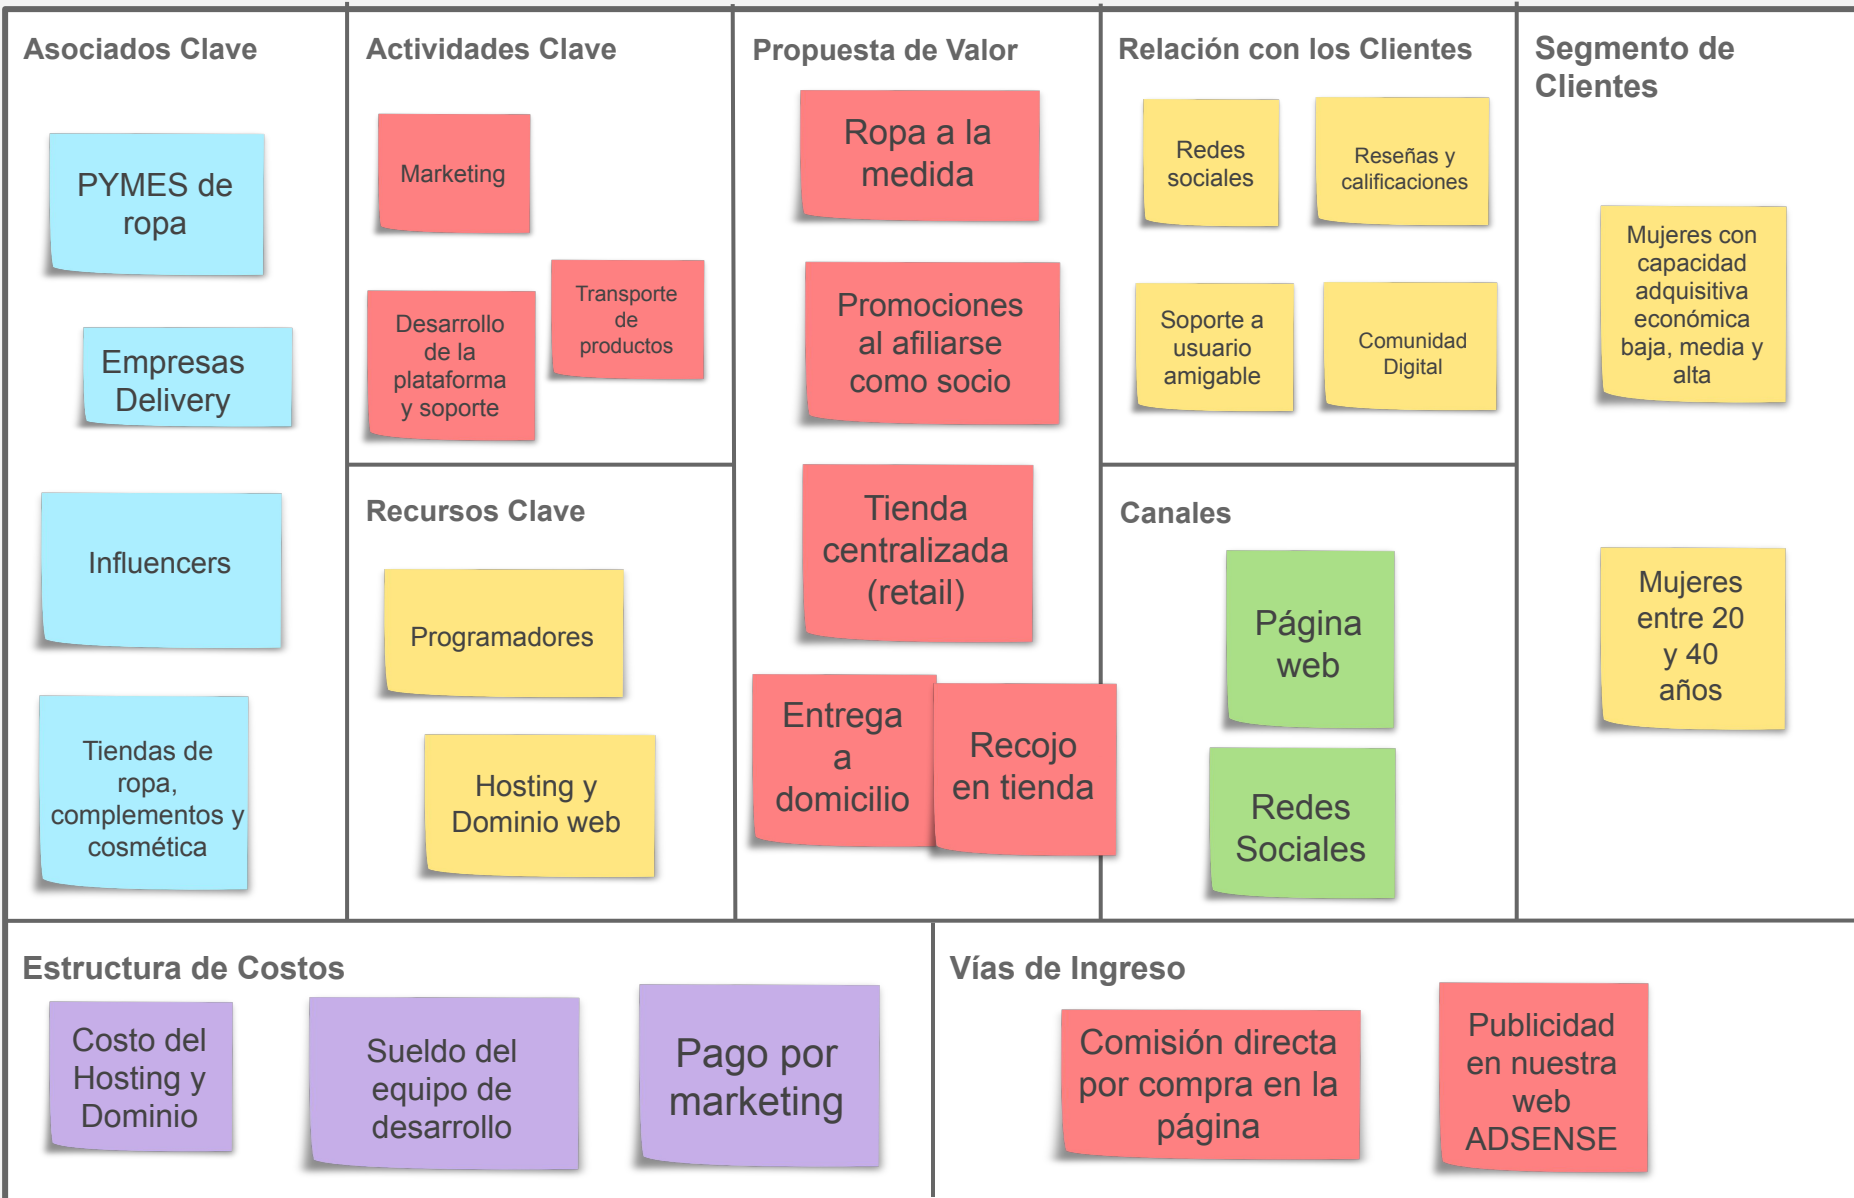 Asociados Clave
PYMES de
ropa
Empresas
Delivery
Influencers
Tiendas de
ropa,
complementos y
cosmética
Actividades Clave
Marketing
Transporte
de
productos
Desarrollo
de la
plataforma
y soporte
Recursos Clave
Programadores
Hosting y
Dominio web
Propuesta de Valor
Ropa a la
medida
Promociones
al afiliarse
como socio
Tienda
centralizada
(retail)
Entrega
a
domicilio
Recojo
en tienda
Relación con los Clientes
Redes
sociales
Reseñas y
calificaciones
Soporte a
usuario
amigable
Comunidad
Digital
Canales
Página
web
Redes
Sociales
Segmento de
Clientes
Mujeres con
capacidad
adquisitiva
económica
baja, media y
alta
Mujeres
entre 20
y 40
años
Estructura de Costos
Costo del
Hosting y
Dominio
Sueldo del
equipo de
desarrollo
Pago por
marketing
Vías de Ingreso
Comisión directa
por compra en la
página
Publicidad
en nuestra
web
ADSENSE